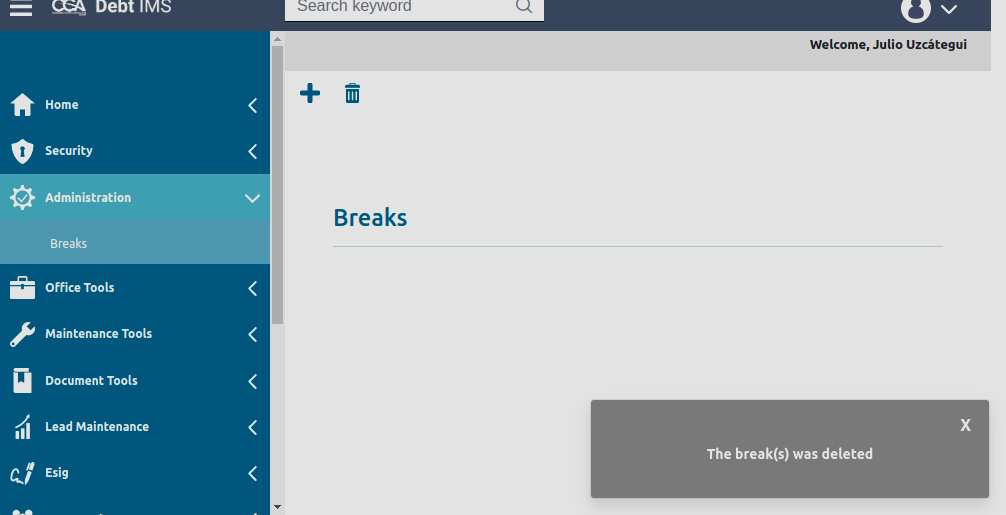 CCA Debt IMS
Search keyword
Welcome, Julio Uzcátegui
Home
Security
Administration
Breaks
Office Tools
Maintenance Tools
Document Tools
Lead Maintenance
Esig
Breaks
X
The break(s) was deleted